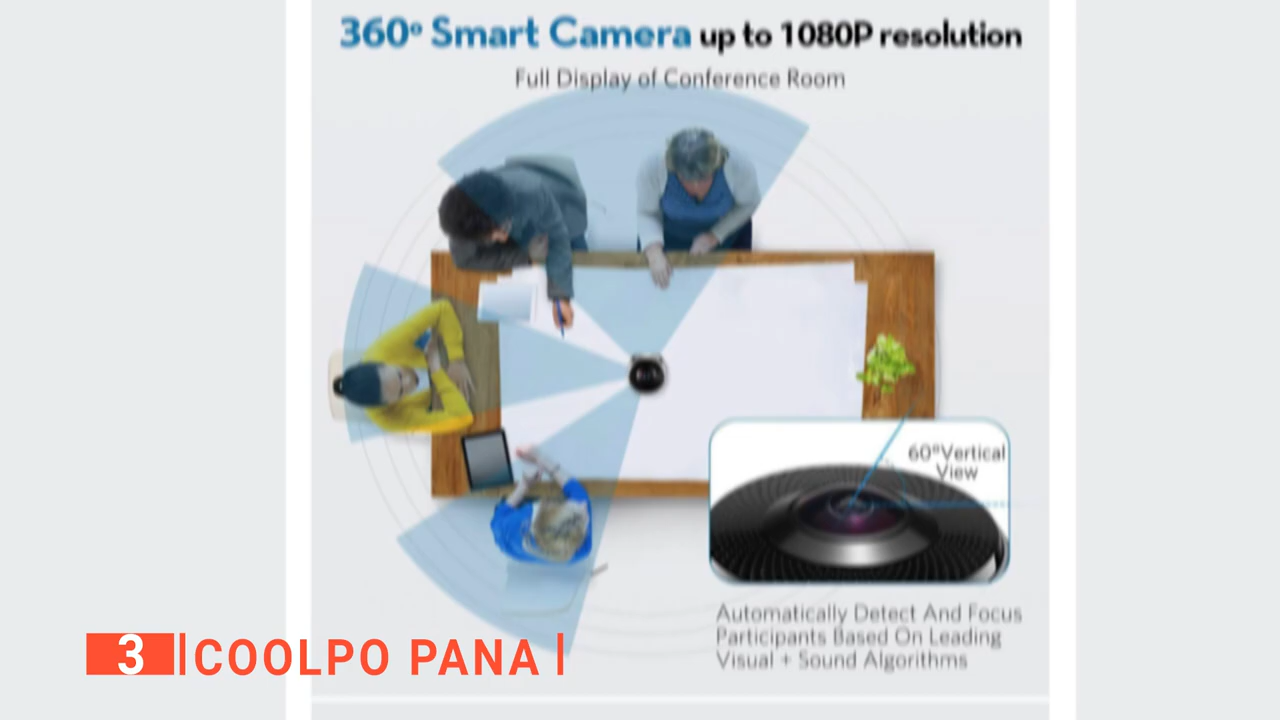 360° Smart Camera up to 1080P resolution
Full Display of Conference Room
60°Vertical
View
Automatically Detect And Focus
Participants Based On Leading
Visual + Sound Algorithms
3 COOLPO PANA